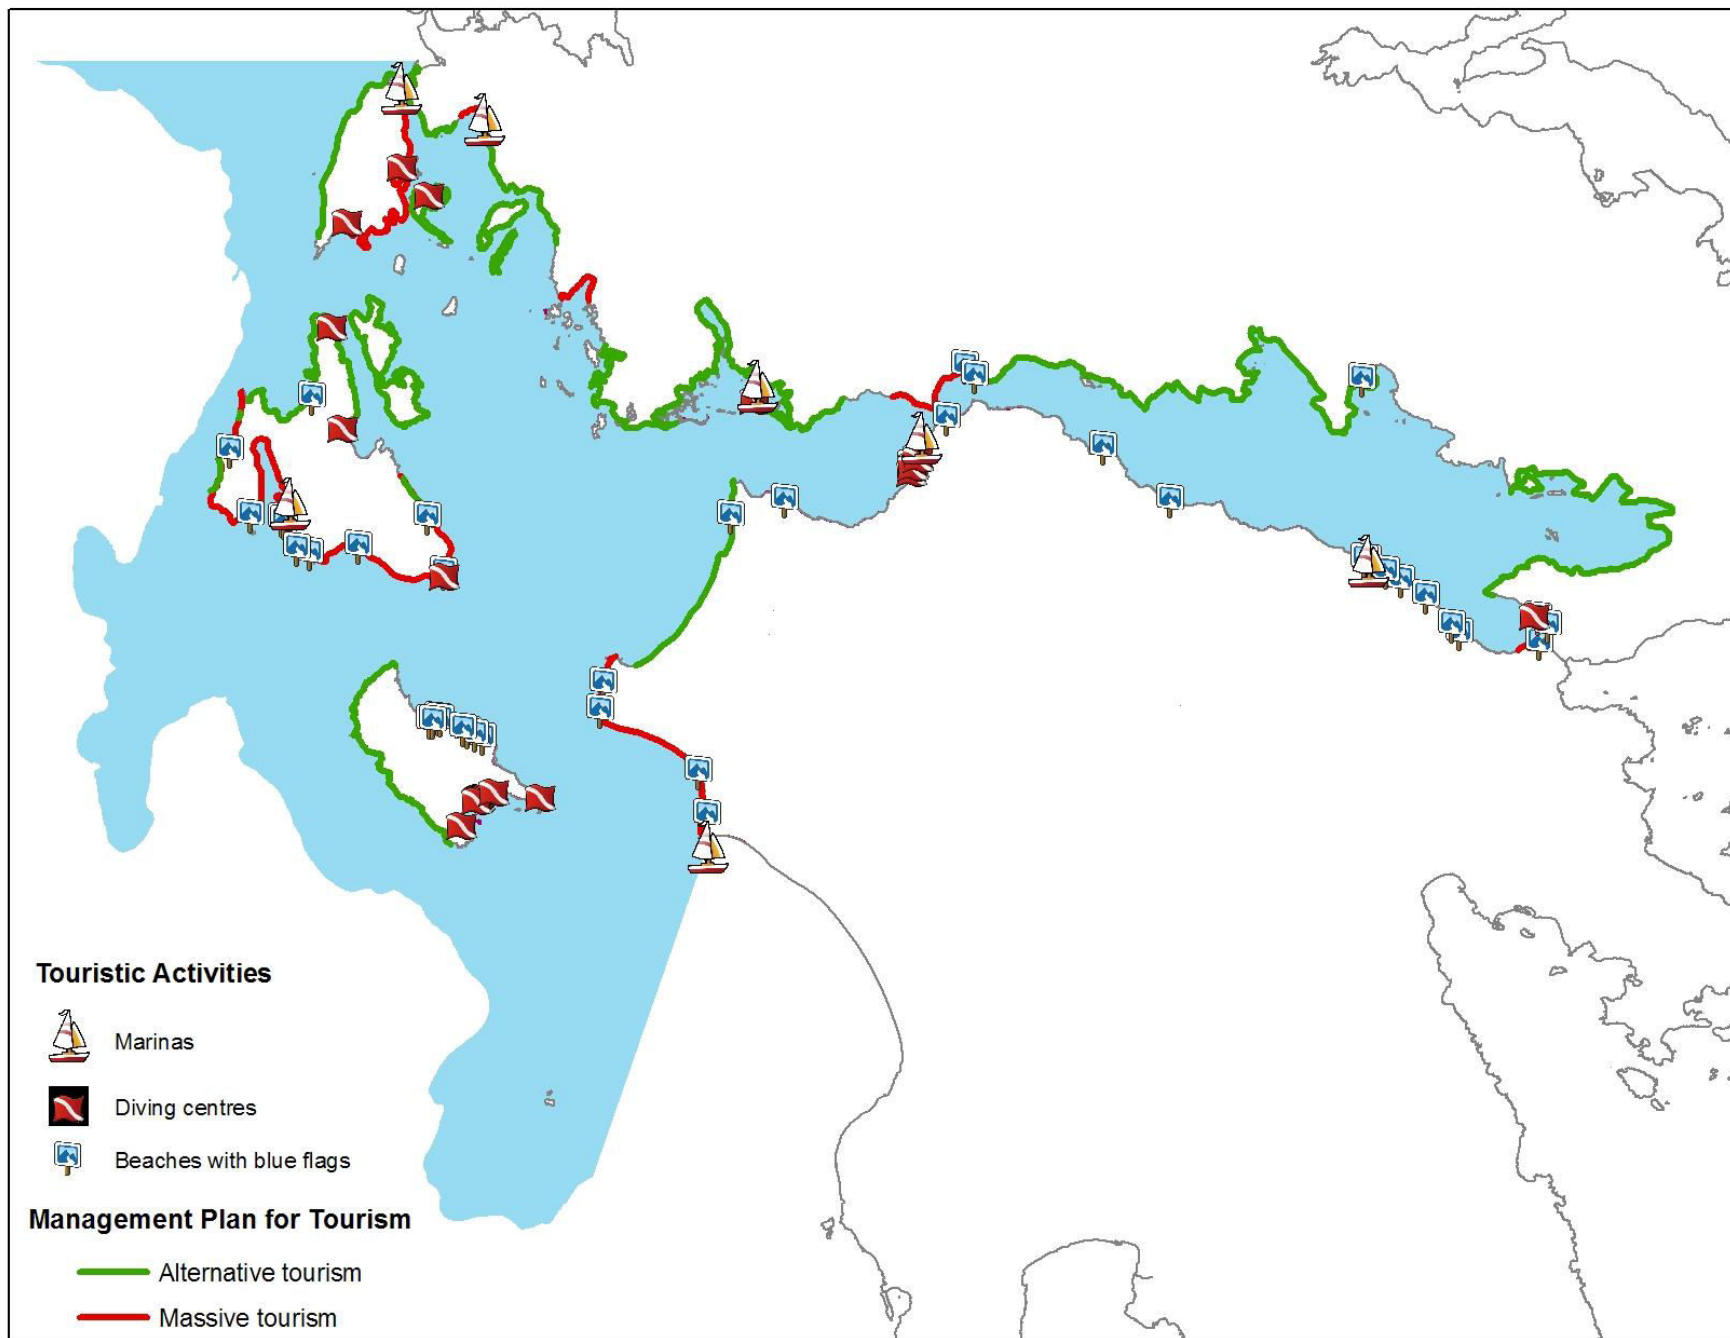 Touristic Activities
Marinas
Diving centres
Beaches with blue flags
Management Plan for Tourism
Alternative tourism
Massive tourism